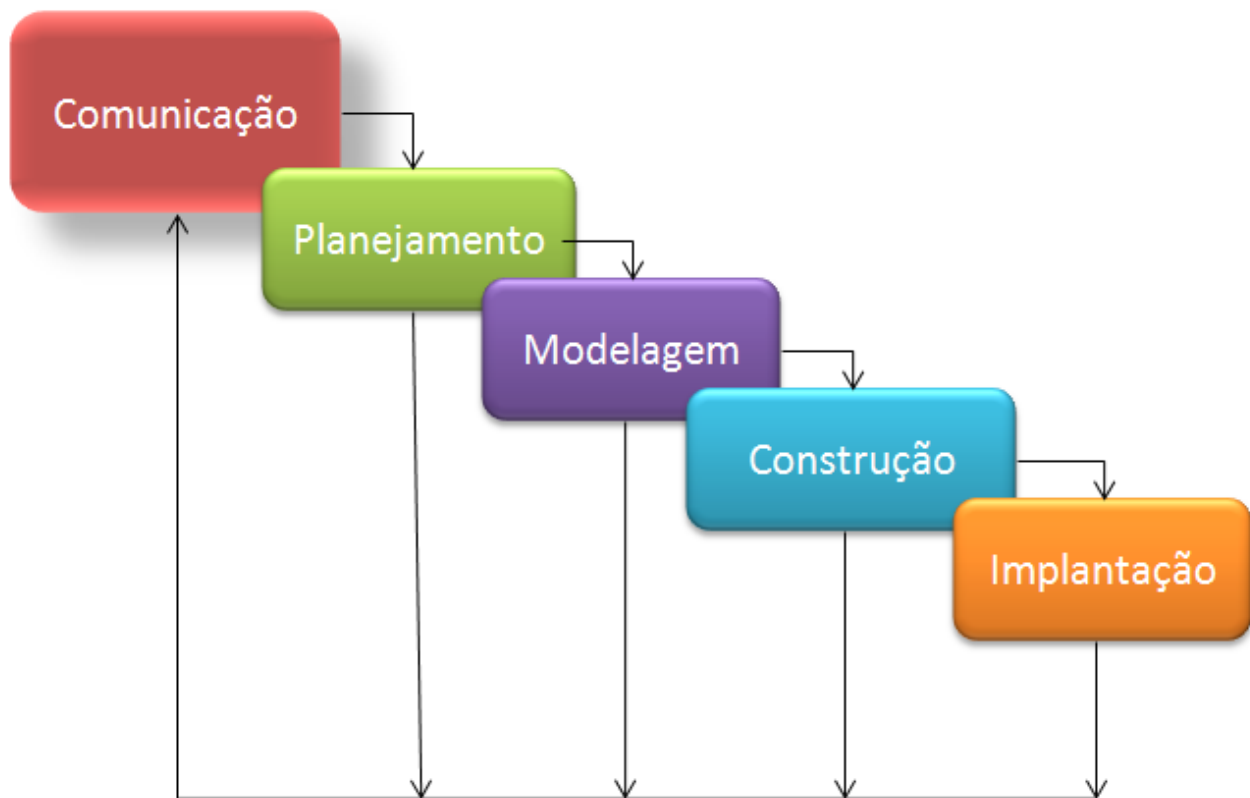 Comunicação
Planejamento
Modelagem
Construção
Implantação